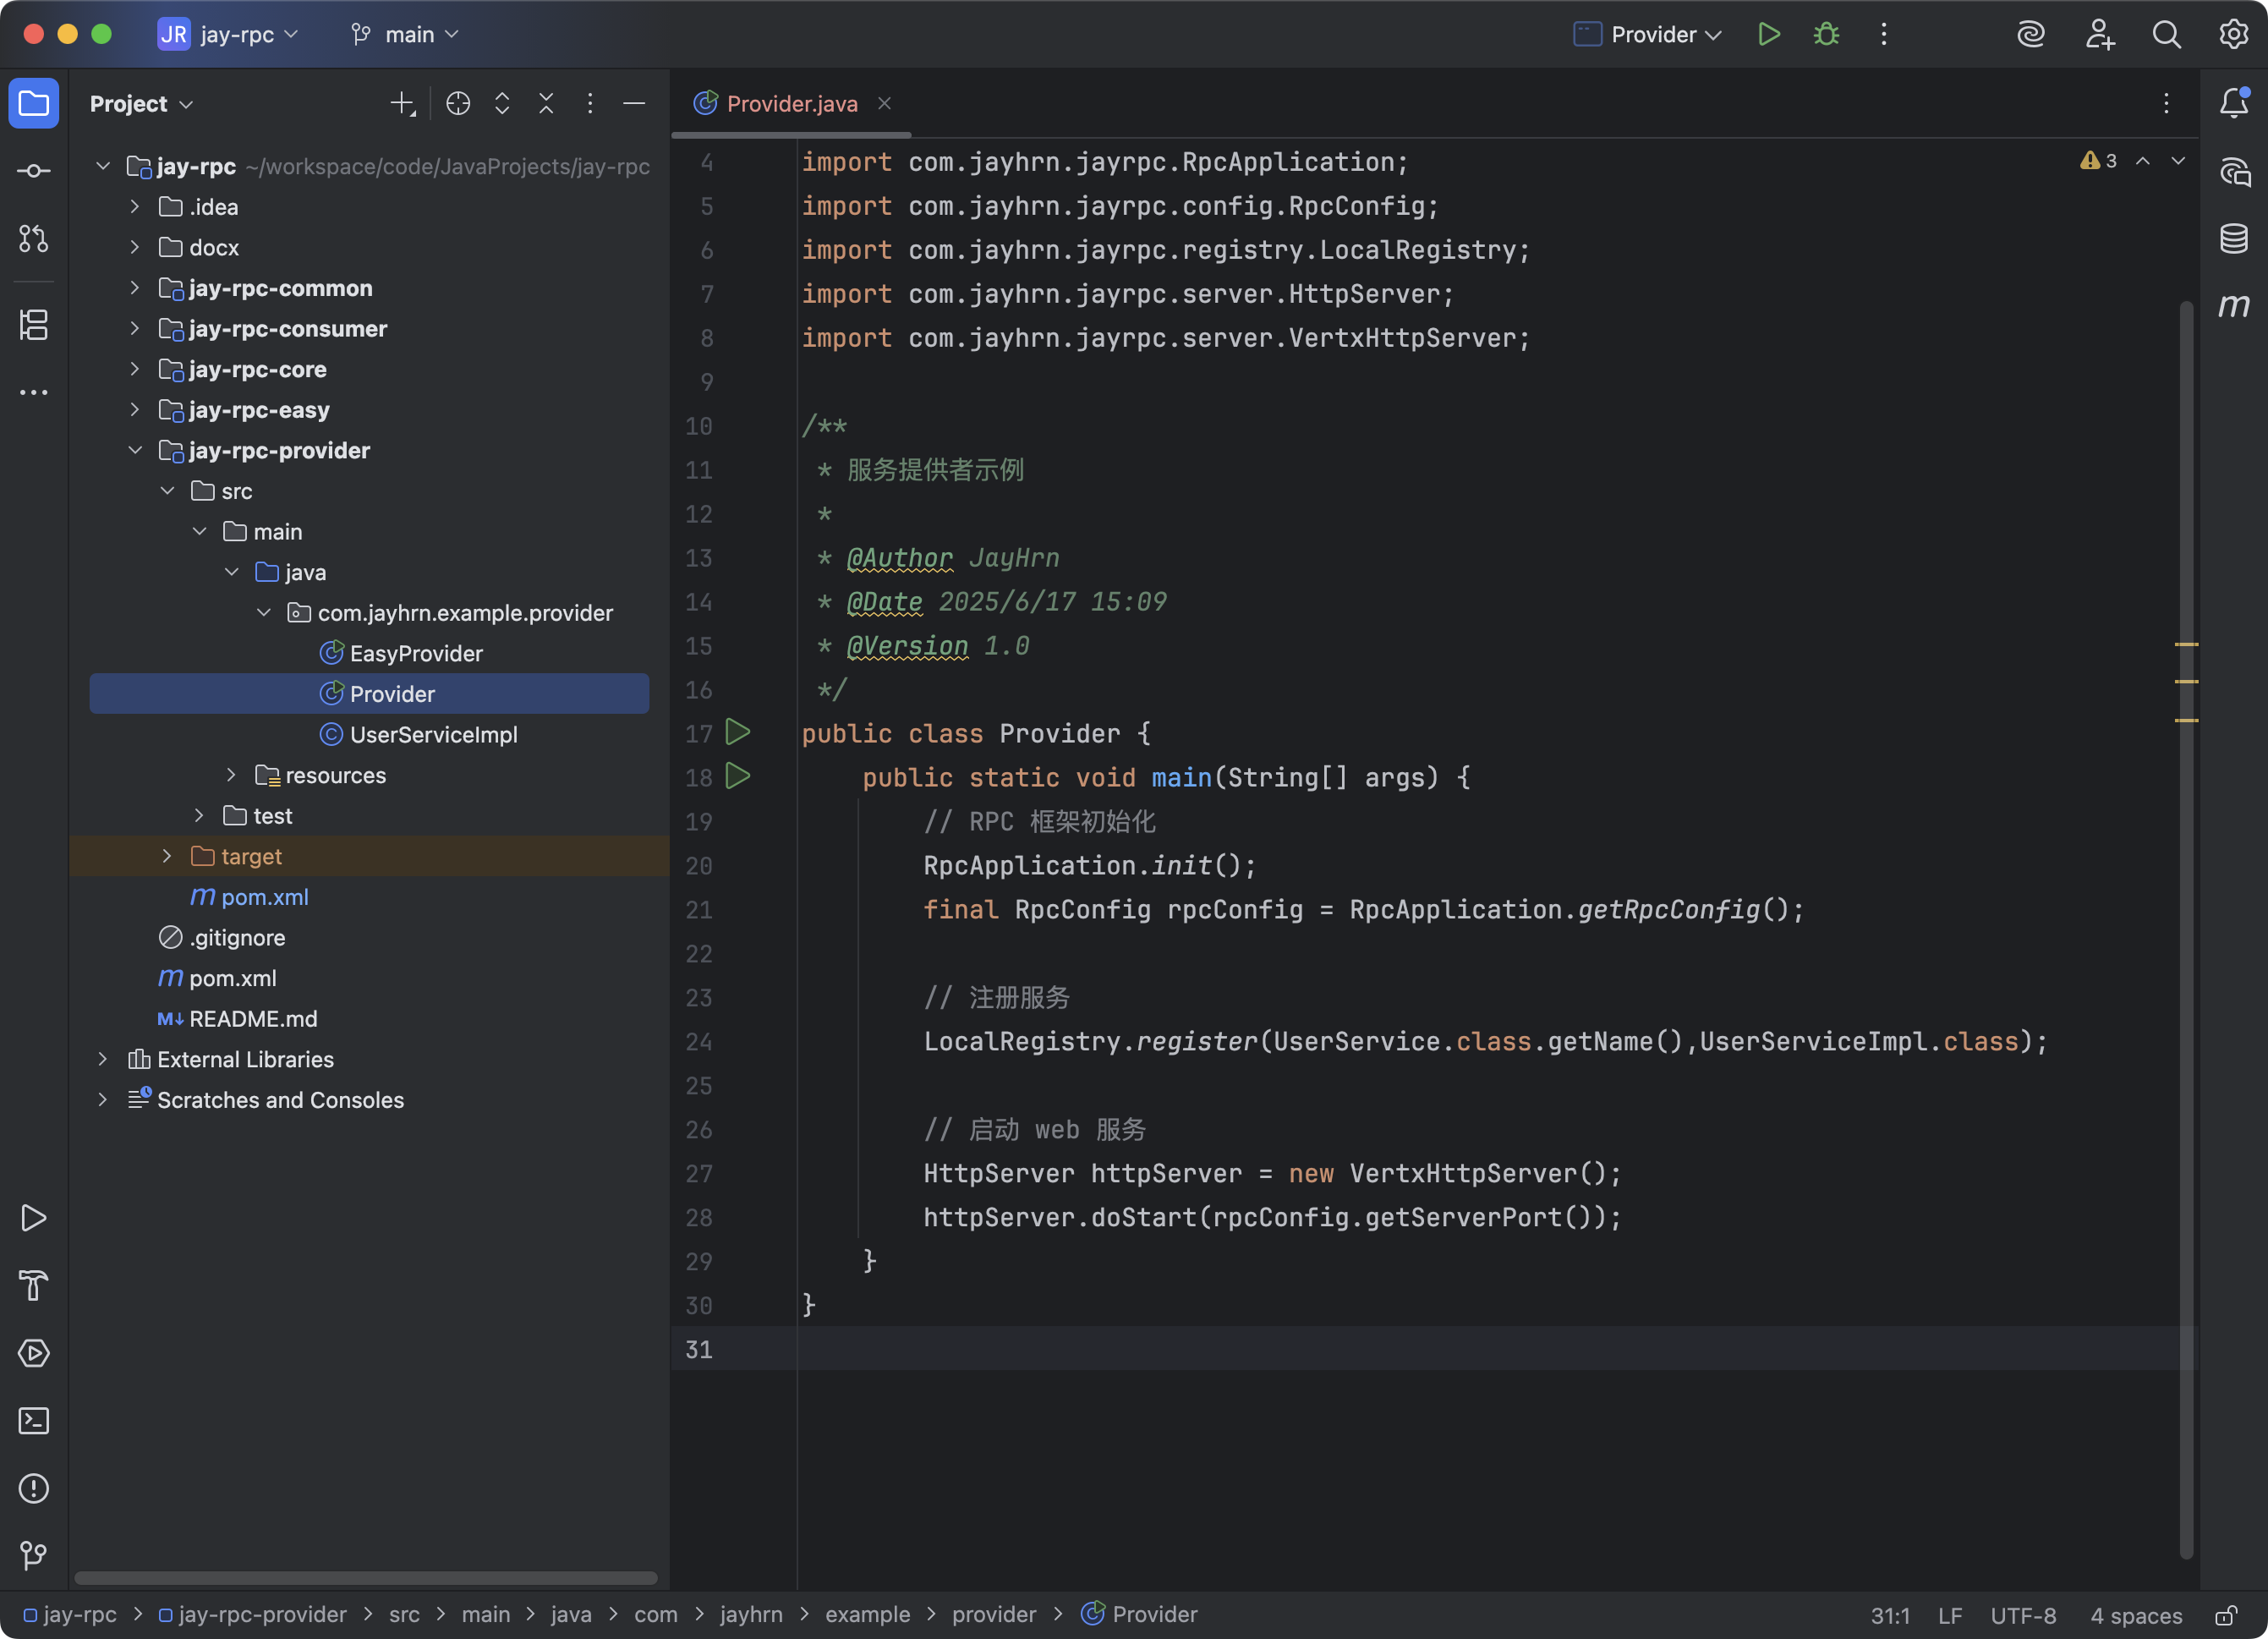 JR jay-rpc main Provider
Project
jay-rpc ~/workspace/code/JavaProjects/jay-rpc
.idea
docx
jay-rpc-common
jay-rpc-consumer
jay-rpc-core
jay-rpc-easy
jay-rpc-provider
src
main
java
com.jayhrn.example.provider
EasyProvider
Provider
UserServiceImpl
resources
test
target
m pom.xml
.gitignore
m pom.xml
M↓ README.md
External Libraries
Scratches and Consoles
Provider.java
3
4 import com.jayhrn.jayrpc.RpcApplication;
5 import com.jayhrn.jayrpc.config.RpcConfig;
6 import com.jayhrn.jayrpc.registry.LocalRegistry;
7 import com.jayhrn.jayrpc.server.HttpServer;
8 import com.jayhrn.jayrpc.server.VertxHttpServer;
9
10 /**
11 * 服务提供者示例
12 *
13 * @Author JayHrn
14 * @Date 2025/6/17 15:09
15 * @Version 1.0
16 */
17 public class Provider {
18 public static void main(String[] args) {
19 // RPC 框架初始化
20 RpcApplication.init();
21 final RpcConfig rpcConfig = RpcApplication.getRpcConfig();
22
23 // 注册服务
24 LocalRegistry.register(UserService.class.getName(),UserServiceImpl.class);
25
26 // 启动 web 服务
27 HttpServer httpServer = new VertxHttpServer();
28 httpServer.doStart(rpcConfig.getServerPort());
29 }
30 }
31
m
jay-rpc > jay-rpc-provider > src > main > java > com > jayhrn > example > provider > Provider
31:1 LF UTF-8 4 spaces